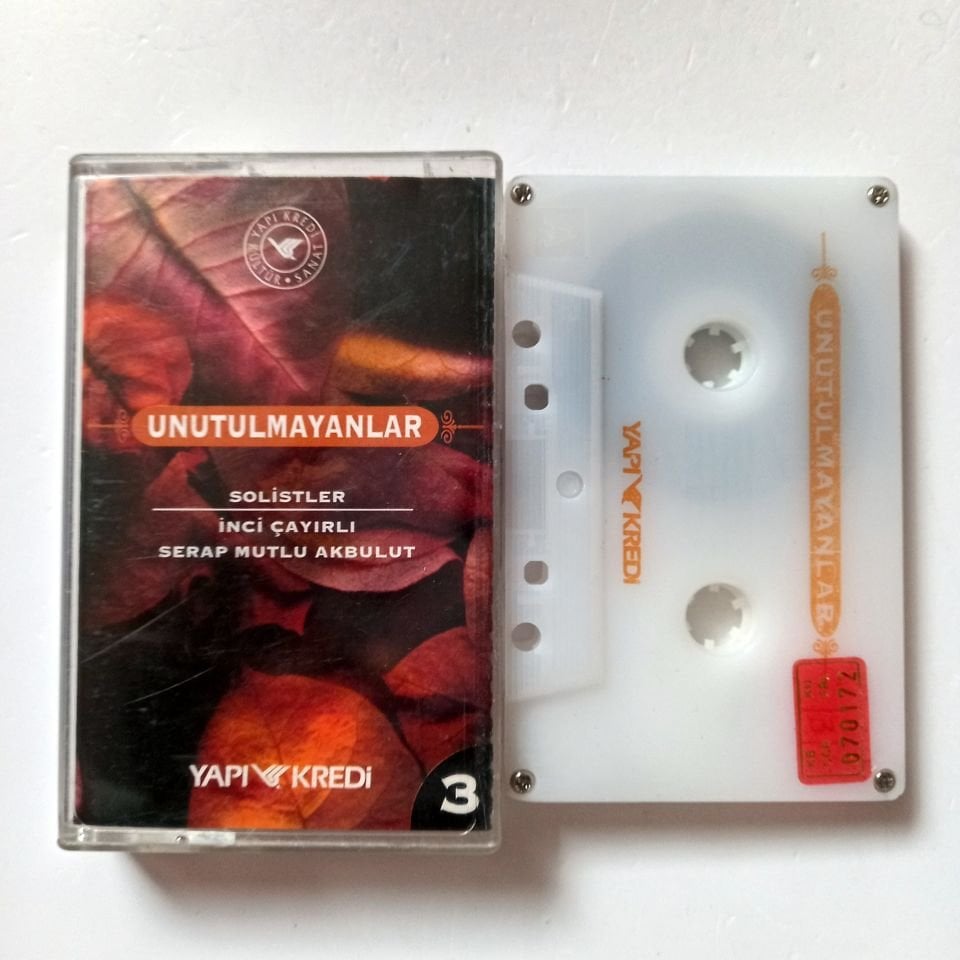 YAPI KREDİ
KÜLTÜR • SANAT
UNUTULMAYANLAR
SOLİSTLER
İNCİ ÇAYIRLI
SERAP MUTLU AKBULUT
YAPI KREDİ
3
UNUTULMAYANLAR
YAPI KREDİ
070172